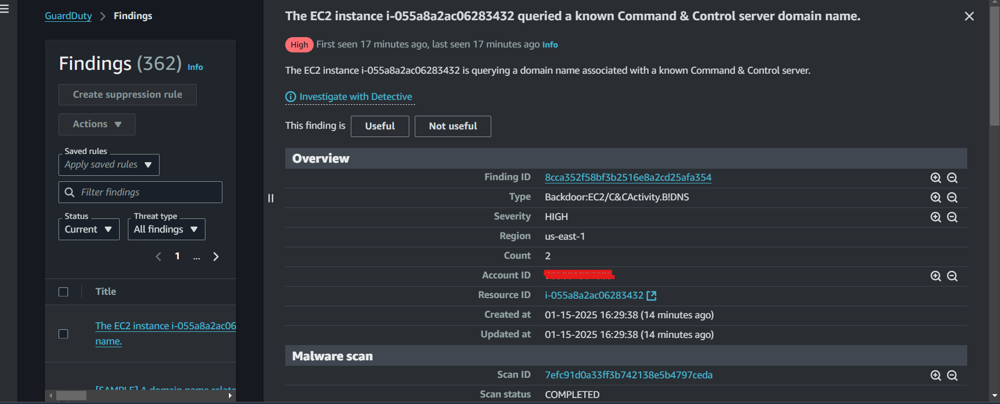 GuardDuty > Findings
Findings (362) Info
Create suppression rule
Actions
Saved rules
Apply saved rules
Filter findings
Status
Current
Threat type
All findings
1 ...
Title
The EC2 instance i-055a8a2ac06
name.
[SAMPLE] A domain name relate
The EC2 instance i-055a8a2ac06283432 queried a known Command & Control server domain name.
High First seen 17 minutes ago, last seen 17 minutes ago Info
The EC2 instance i-055a8a2ac06283432 is querying a domain name associated with a known Command & Control server.
Investigate with Detective
This finding is Useful Not useful
Overview
Finding ID 8cca352f58bf3b2516e8a2cd25afa354
Type Backdoor:EC2/C&CActivity.B!DNS
Severity HIGH
Region us-east-1
Count 2
Account ID
Resource ID i-055a8a2ac06283432
Created at 01-15-2025 16:29:38 (14 minutes ago)
Updated at 01-15-2025 16:29:38 (14 minutes ago)
Malware scan
Scan ID 7efc91d0a33ff3b742138e5b4797ceda
Scan status COMPLETED